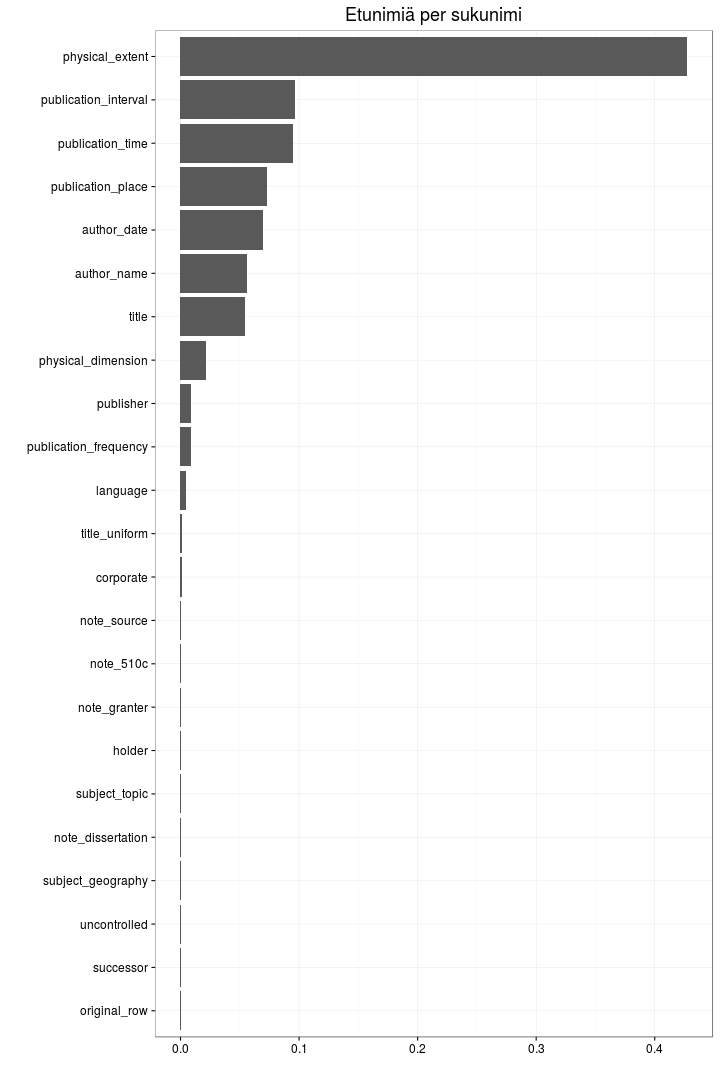 Etunimiä per sukunimi
physical_extent
publication_interval
publication_time
publication_place
author_date
author_name
title
physical_dimension
publisher
publication_frequency
language
title_uniform
corporate
note_source
note_510c
note_granter
holder
subject_topic
note_dissertation
subject_geography
uncontrolled
successor
original_row
0.0 0.1 0.2 0.3 0.4